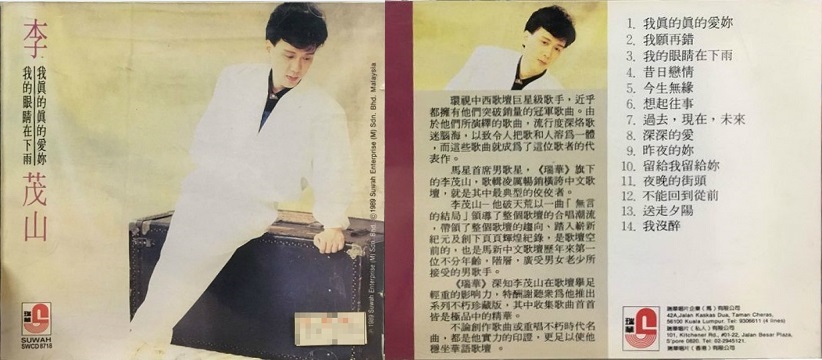 李
茂
山
我眞的眞的愛妳
我的眼睛在下雨
瑞華
SUWAH
SWCD 8718
℗ 1989 Suwah Enterprise (M) Sdn. Bhd. © 1989 Suwah Enterprise (M) Sdn. Bhd. Malaysia
環視中西歌壇巨星級歌手，近乎
都擁有他們突破銷量的冠軍歌曲。由
於他們所演繹的歌曲，流行度深烙歌
迷腦海，以致令人把歌和人溶爲一體
，而這些歌曲就成爲了這位歌者的代
表作。
馬星首席男歌星，《瑞華》旗下
的李茂山，歌輯凌厲暢銷橫誇中文歌
壇，就是其中最典型的佼佼者。
李茂山—他破天荒以一曲「無言
的結局」領導了整個歌壇的合唱潮流
，帶領了整個歌壇的趨向、踏入嶄新
紀元及創下頁頁輝煌紀錄，是歌壇空
前的，也是馬新中文歌壇歷年來第一
位不分年齡，階層，廣受男女老少所
接受的男歌手。
《瑞華》深知李茂山在歌壇擧足
輕重的影响力，特酬謝聽衆爲他推出
系列不朽珍藏版，其中收集歌曲首首
皆是極品中的精華。
不論創作歌曲或重唱不朽時代名
曲，都是他實力的印證，更足以使他
穩坐華語歌壇。
1. 我眞的眞的愛妳
2. 我願再錯
3. 我的眼睛在下雨
4. 昔日戀情
5. 今生無緣
6. 想起往事
7. 過去，現在，未來
8. 深深的愛
9. 昨夜的妳
10. 留給我留給妳
11. 夜晚的街頭
12. 不能回到從前
13. 送走夕陽
14. 我沒醉
瑞華
瑞華唱片企業（馬）有限公司
42A, Jalan Kaskas Dua, Taman Cheras,
56100 Kuala Lumpur. Tel: 9306611 (4 lines)
瑞華唱片（私人）有限公司
101, Kitchener Rd., #01-22, Jalan Besar Plaza,
S'pore 0820. Tel: 02-2945121.
瑞華唱片（香港）有限公司